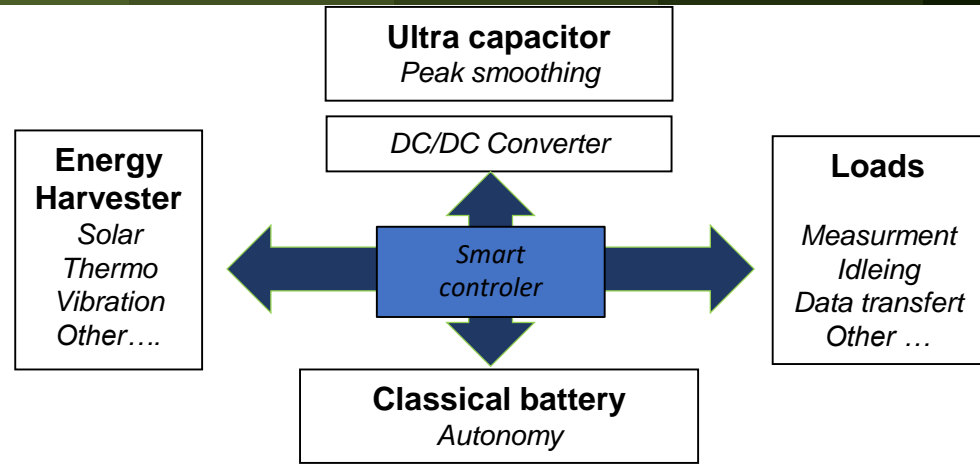 Ultra capacitor
Peak smoothing
DC/DC Converter
Energy
Harvester
Solar
Thermo
Vibration
Other….
Smart
controler
Loads
Measurment
Idleing
Data transfert
Other …
Classical battery
Autonomy